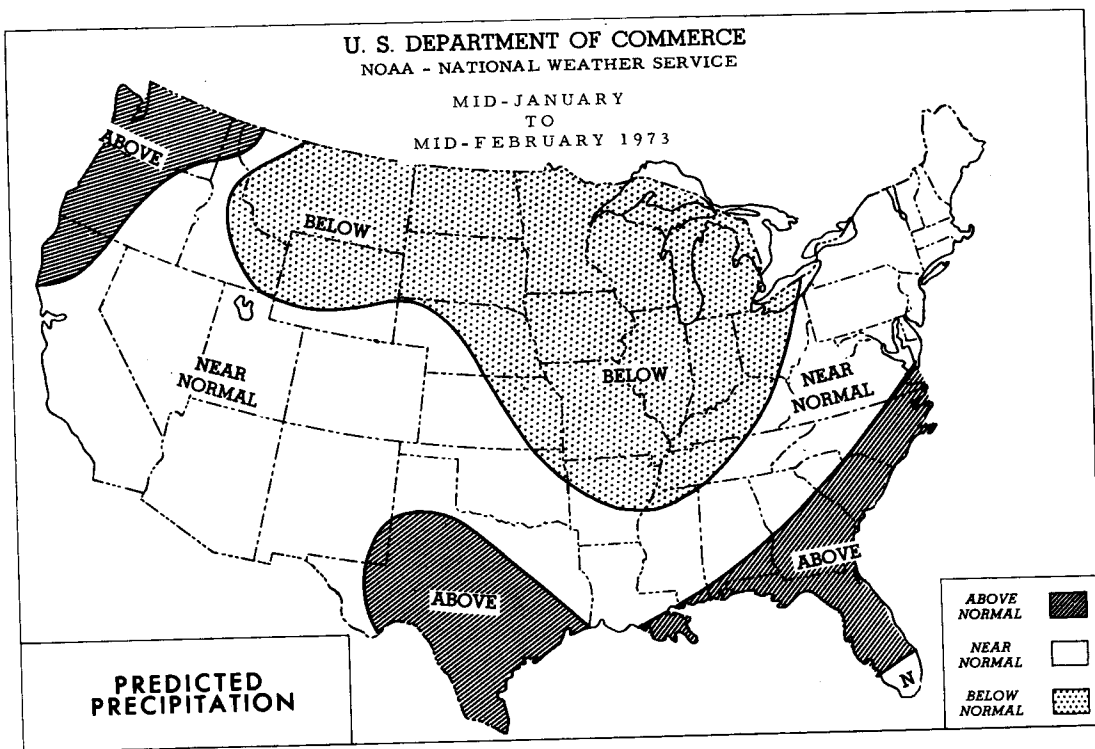 U. S. DEPARTMENT OF COMMERCE
NOAA - NATIONAL WEATHER SERVICE
MID-JANUARY
TO
MID-FEBRUARY 1973
ABOVE
BELOW
NEAR
NORMAL
BELOW
NEAR
NORMAL
ABOVE
ABOVE
N
ABOVE
NORMAL
NEAR
NORMAL
BELOW
NORMAL
PREDICTED
PRECIPITATION